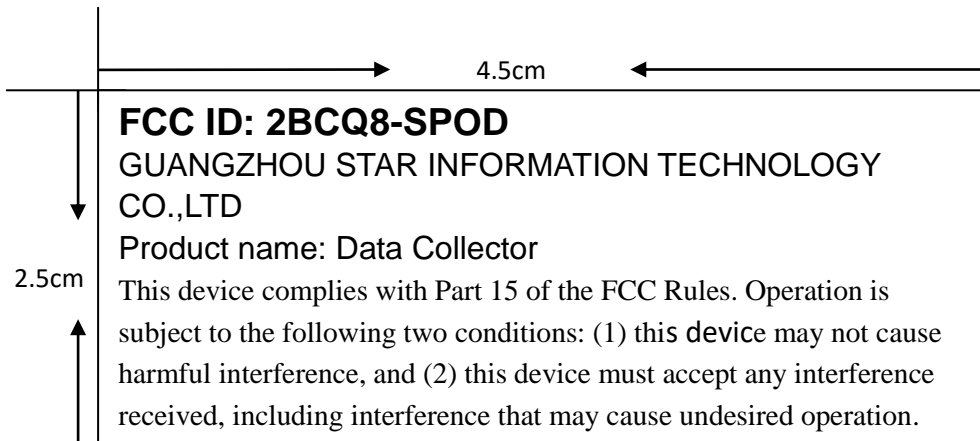 4.5cm
FCC ID: 2BCQ8-SPOD
GUANGZHOU STAR INFORMATION TECHNOLOGY
CO.,LTD
Product name: Data Collector
2.5cm
This device complies with Part 15 of the FCC Rules. Operation is
subject to the following two conditions: (1) this device may not cause
harmful interference, and (2) this device must accept any interference
received, including interference that may cause undesired operation.